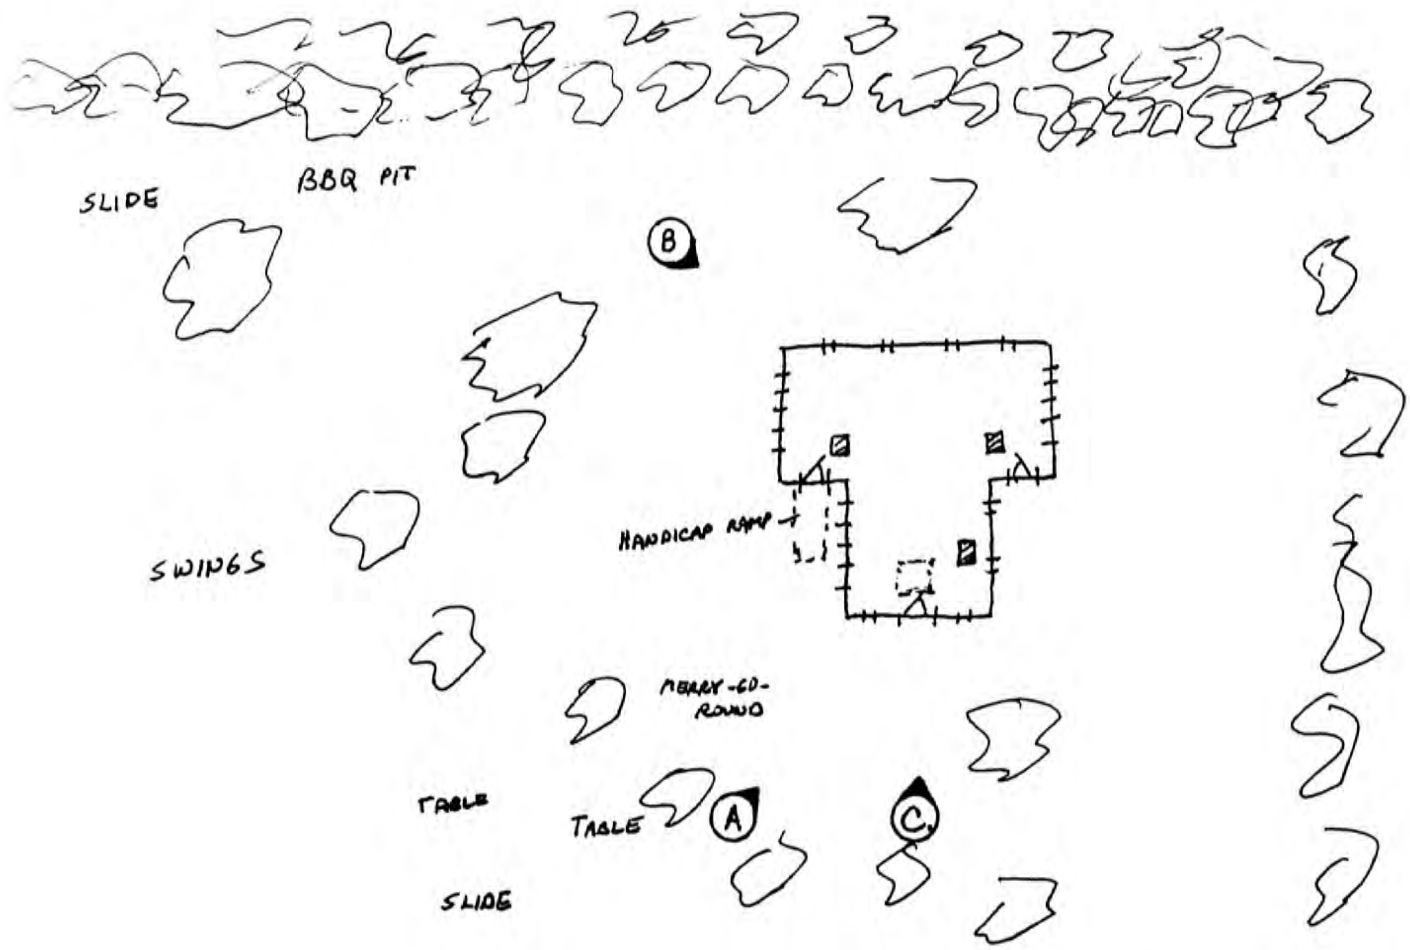 BBQ PIT
SLIDE
B
HANDICAP RAMP
SWINGS
MERRY-GO-
ROUND
TABLE
TABLE
A
C.
SLIDE